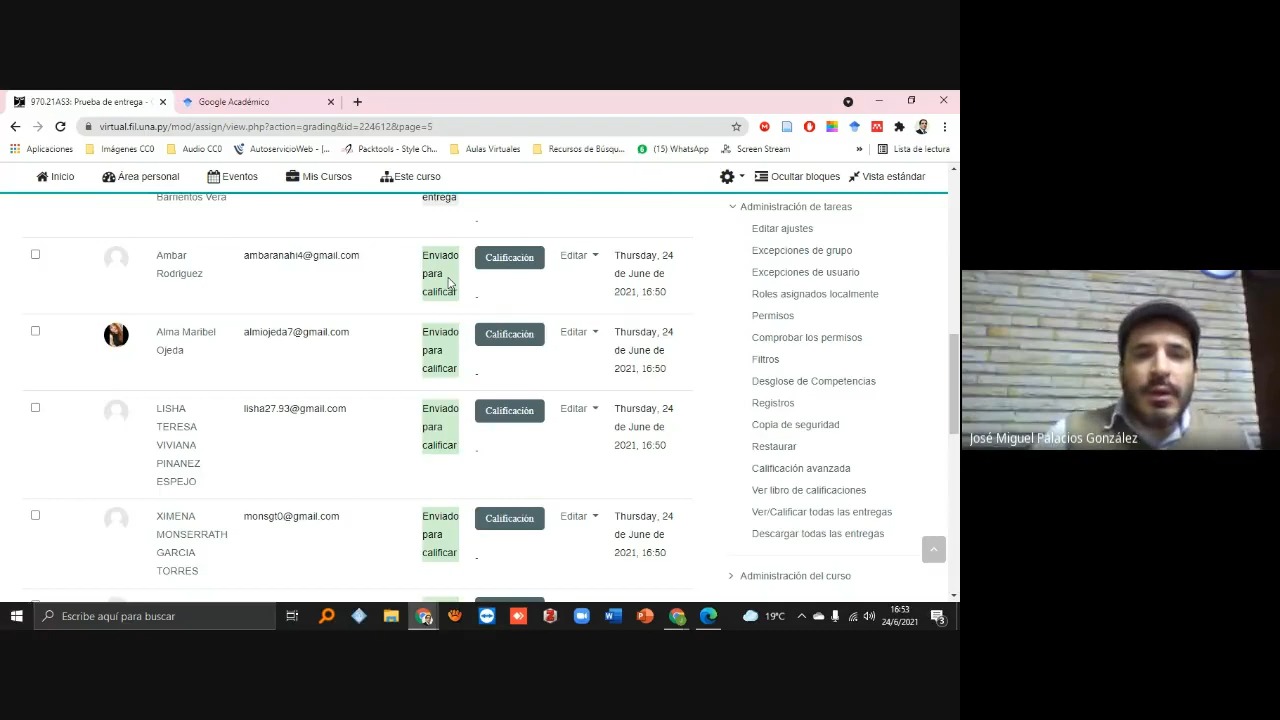 970.21AS3: Prueba de entrega -
Google Académico
virtual.fil.una.py/mod/assign/view.php?action=grading&id=224612&page=5
Aplicaciones
Imágenes CC0
Audio CC0
AutoservicioWeb - (...
Packtools - Style Ch...
Aulas Virtuales
Recursos de Búsqu...
(15) WhatsApp
Screen Stream
»
Lista de lectura
Inicio
Área personal
Eventos
Mis Cursos
Este curso
Ocultar bloques
Vista estándar
Barrientos Vera
entrega
-
Ambar
Rodriguez
ambaranahi4@gmail.com
Enviado
para
calificar
Calificación
-
Editar
Thursday, 24
de June de
2021, 16:50
Alma Maribel
Ojeda
almiojeda7@gmail.com
Enviado
para
calificar
Calificación
-
Editar
Thursday, 24
de June de
2021, 16:50
LISHA
TERESA
VIVIANA
PINANEZ
ESPEJO
lisha27.93@gmail.com
Enviado
para
calificar
Calificación
-
Editar
Thursday, 24
de June de
2021, 16:50
XIMENA
MONSERRATH
GARCIA
TORRES
monsgt0@gmail.com
Enviado
para
calificar
Calificación
-
Editar
Thursday, 24
de June de
2021, 16:50
Administración de tareas
Editar ajustes
Excepciones de grupo
Excepciones de usuario
Roles asignados localmente
Permisos
Comprobar los permisos
Filtros
Desglose de Competencias
Registros
Copia de seguridad
Restaurar
Calificación avanzada
Ver libro de calificaciones
Ver/Calificar todas las entregas
Descargar todas las entregas
Administración del curso
José Miguel Palacios González
Escribe aquí para buscar
19°C
16:53
24/6/2021
3